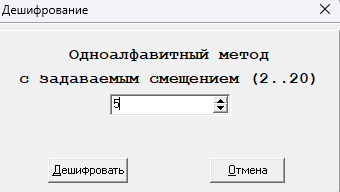 Дешифрование
Одноалфавитный метод
с задаваемым смещением (2..20)
5
Дешифровать
Отмена